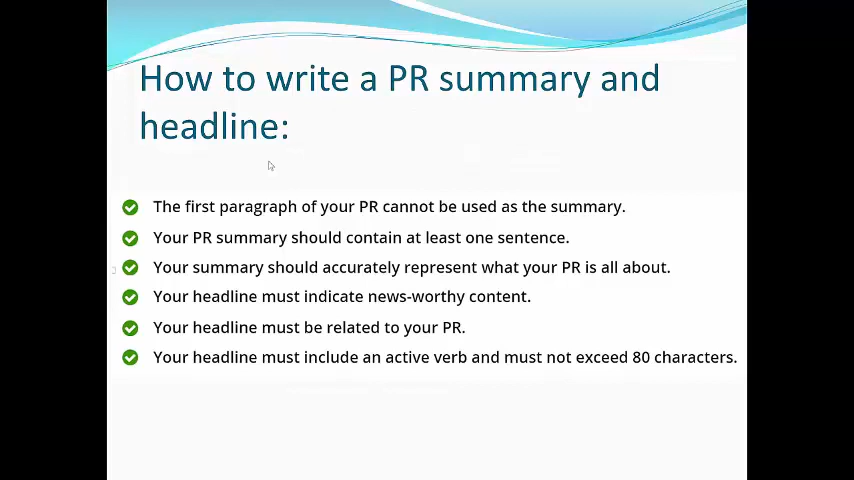 How to write a PR summary and
headline:
The first paragraph of your PR cannot be used as the summary.
Your PR summary should contain at least one sentence.
Your summary should accurately represent what your PR is all about.
Your headline must indicate news-worthy content.
Your headline must be related to your PR.
Your headline must include an active verb and must not exceed 80 characters.